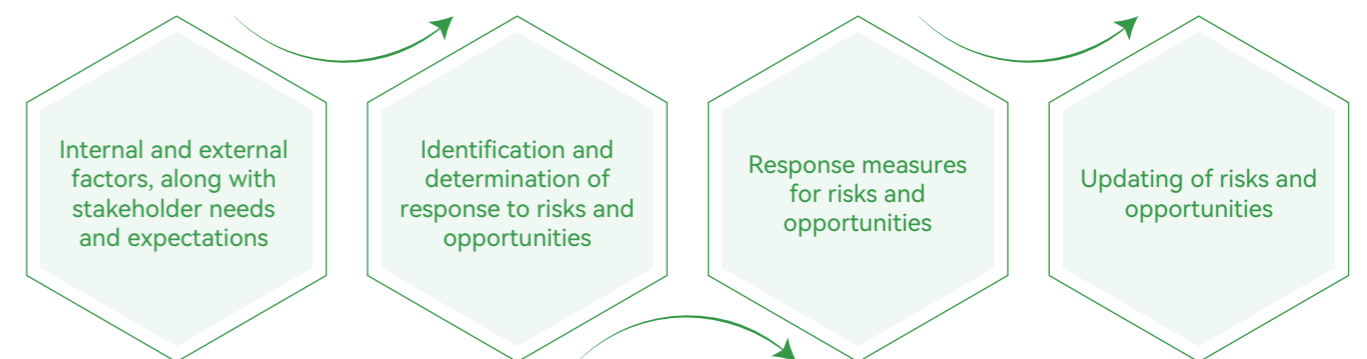 Internal and external
factors, along with
stakeholder needs
and expectations
Identification and
determination of
response to risks and
opportunities
Response measures
for risks and
opportunities
Updating of risks and
opportunities